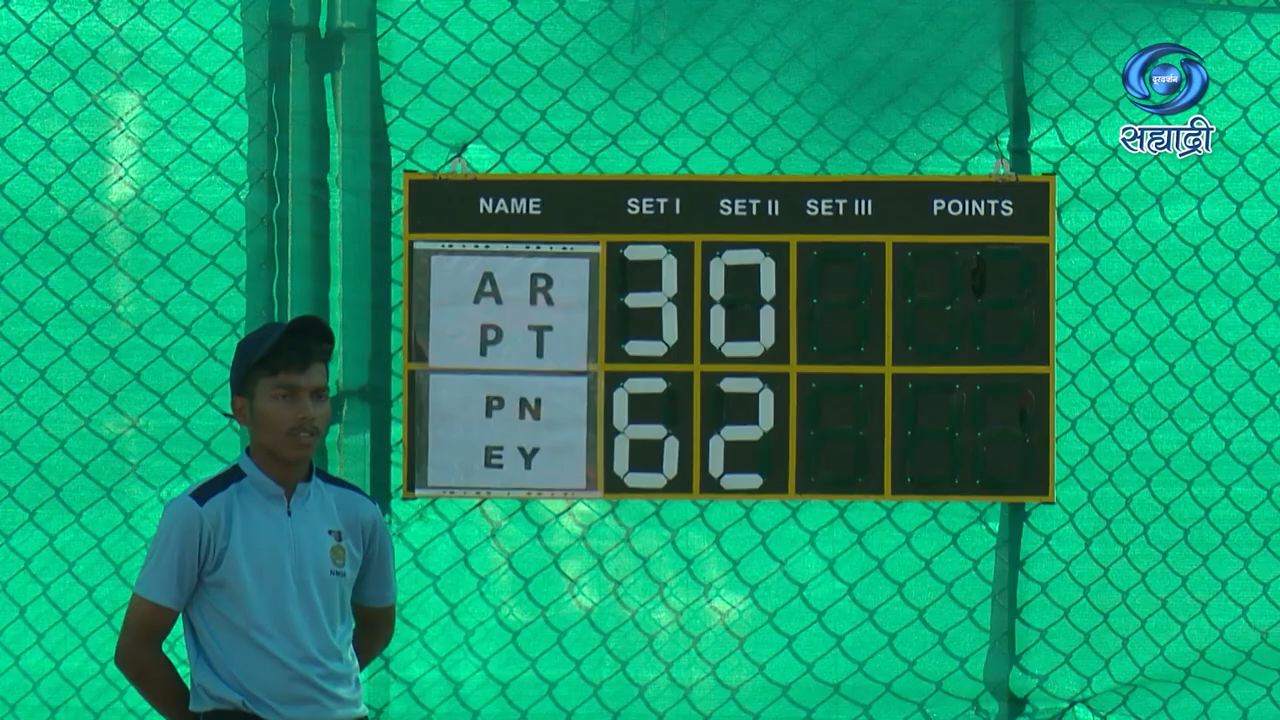 दूरदर्शन
सह्याद्री
NAME SET I SET II SET III POINTS
A R 3 0
P T
P N 6 2
E Y